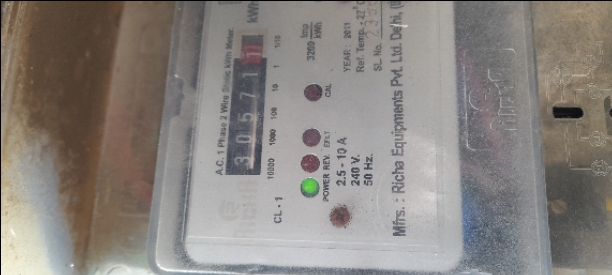 A.C. 1 Phase 2 Wire Static kWh Meter
3 0 5 7 1
kWh
10000 1000 100 10 1 1/10
CL - 1
3200 Imp/kWh
POWER REV. EFLT CAL
2.5 - 10 A
240 V.
50 Hz.
YEAR: 2011
Ref. Temp. - 27°C
SL. No.
Mfrs. : Richa Equipments Pvt. Ltd. Delhi,